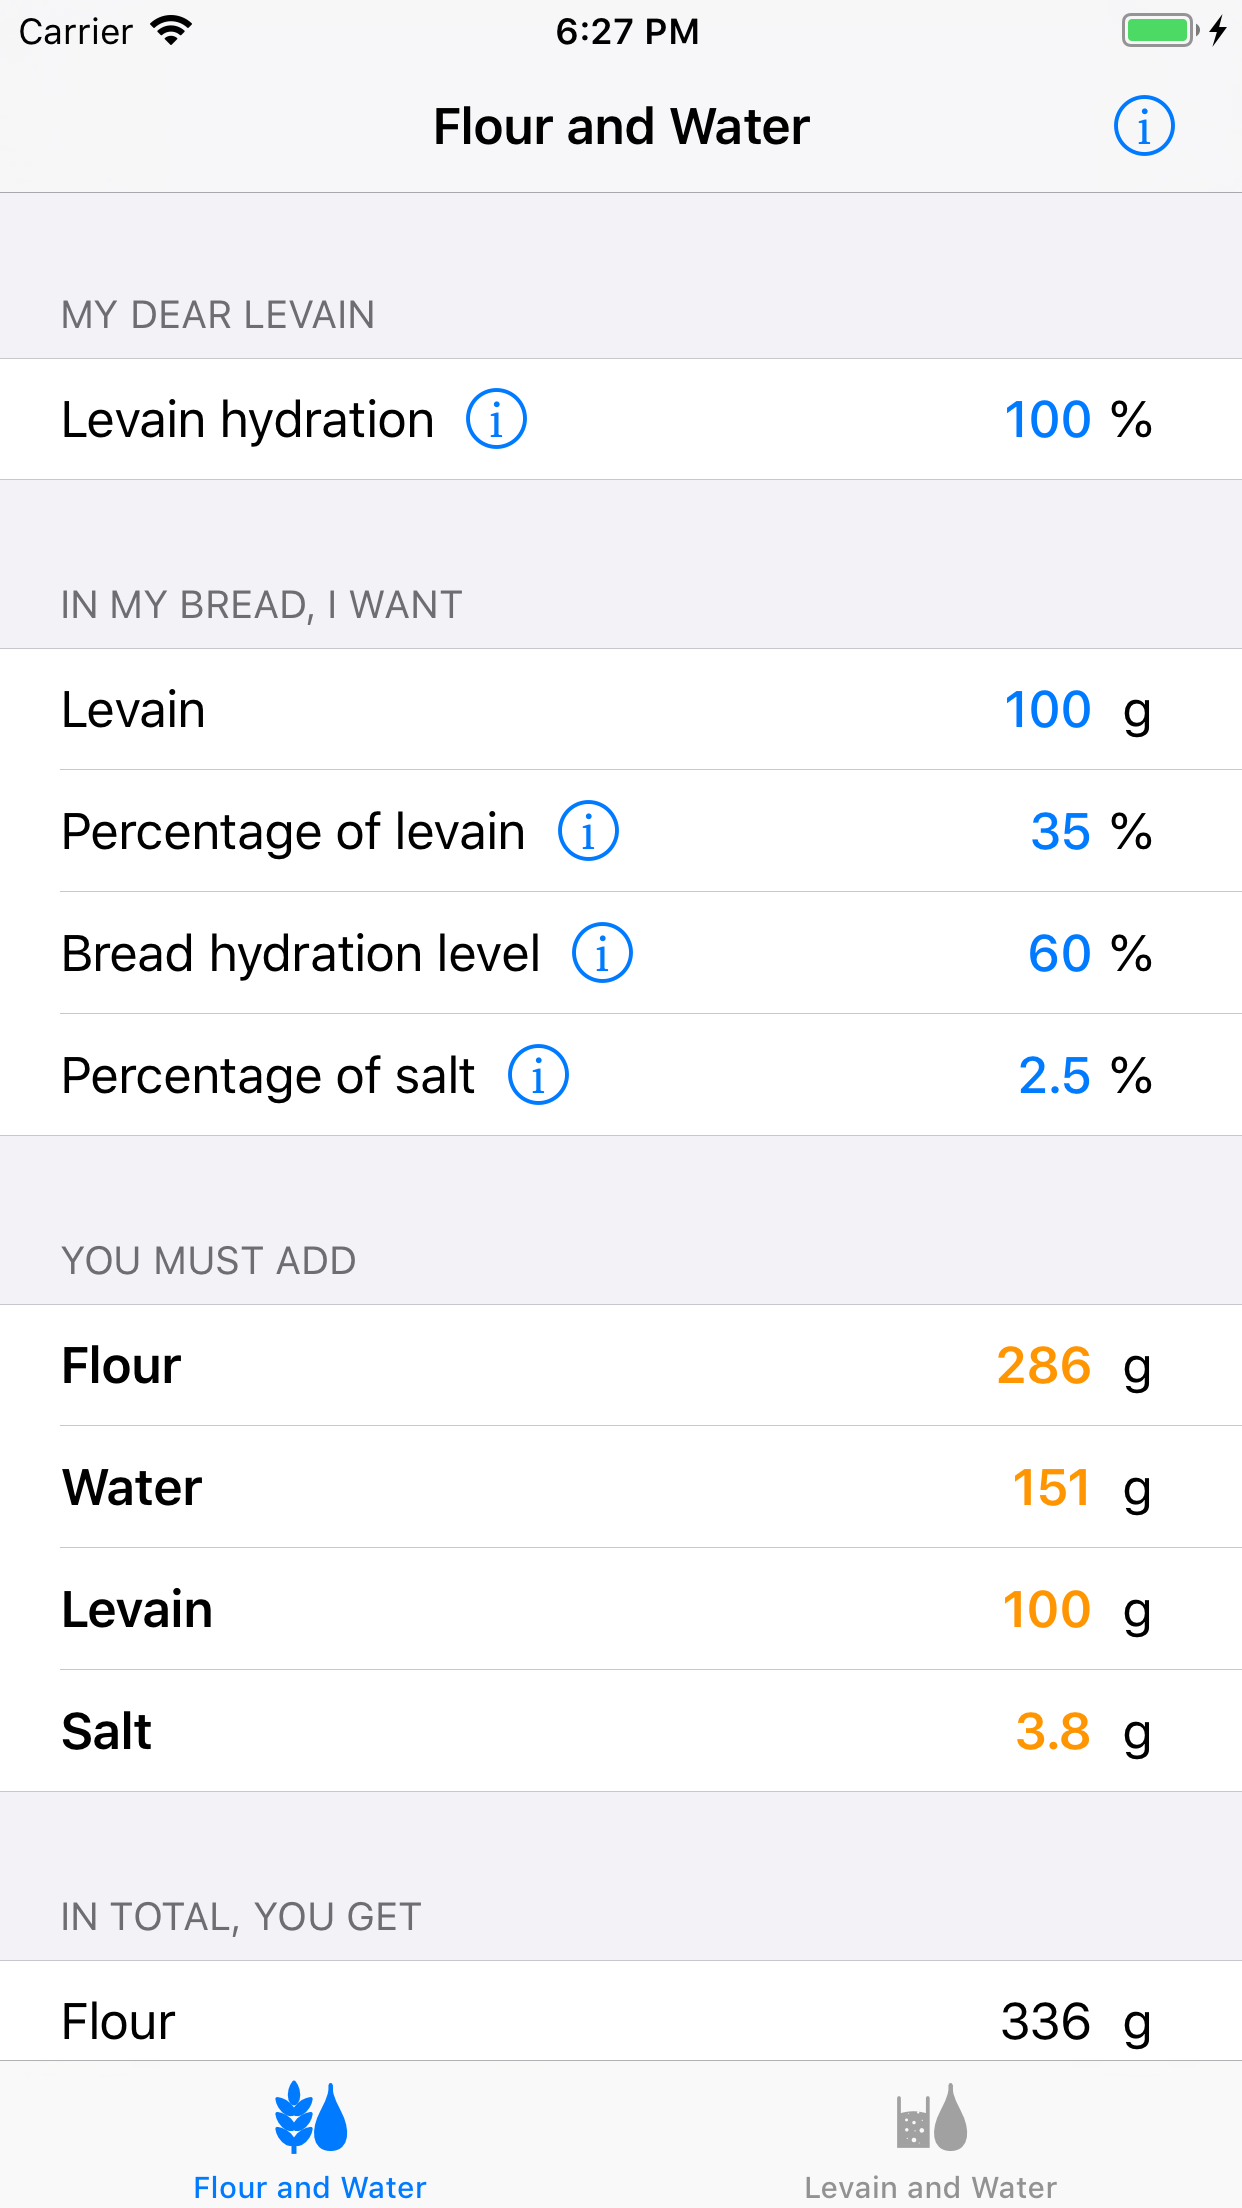 Carrier 6:27 PM
Flour and Water i
MY DEAR LEVAIN
Levain hydration i 100 %
IN MY BREAD, I WANT
Levain 100 g
Percentage of levain i 35 %
Bread hydration level i 60 %
Percentage of salt i 2.5 %
YOU MUST ADD
Flour 286 g
Water 151 g
Levain 100 g
Salt 3.8 g
IN TOTAL, YOU GET
Flour 336 g
Flour and Water Levain and Water